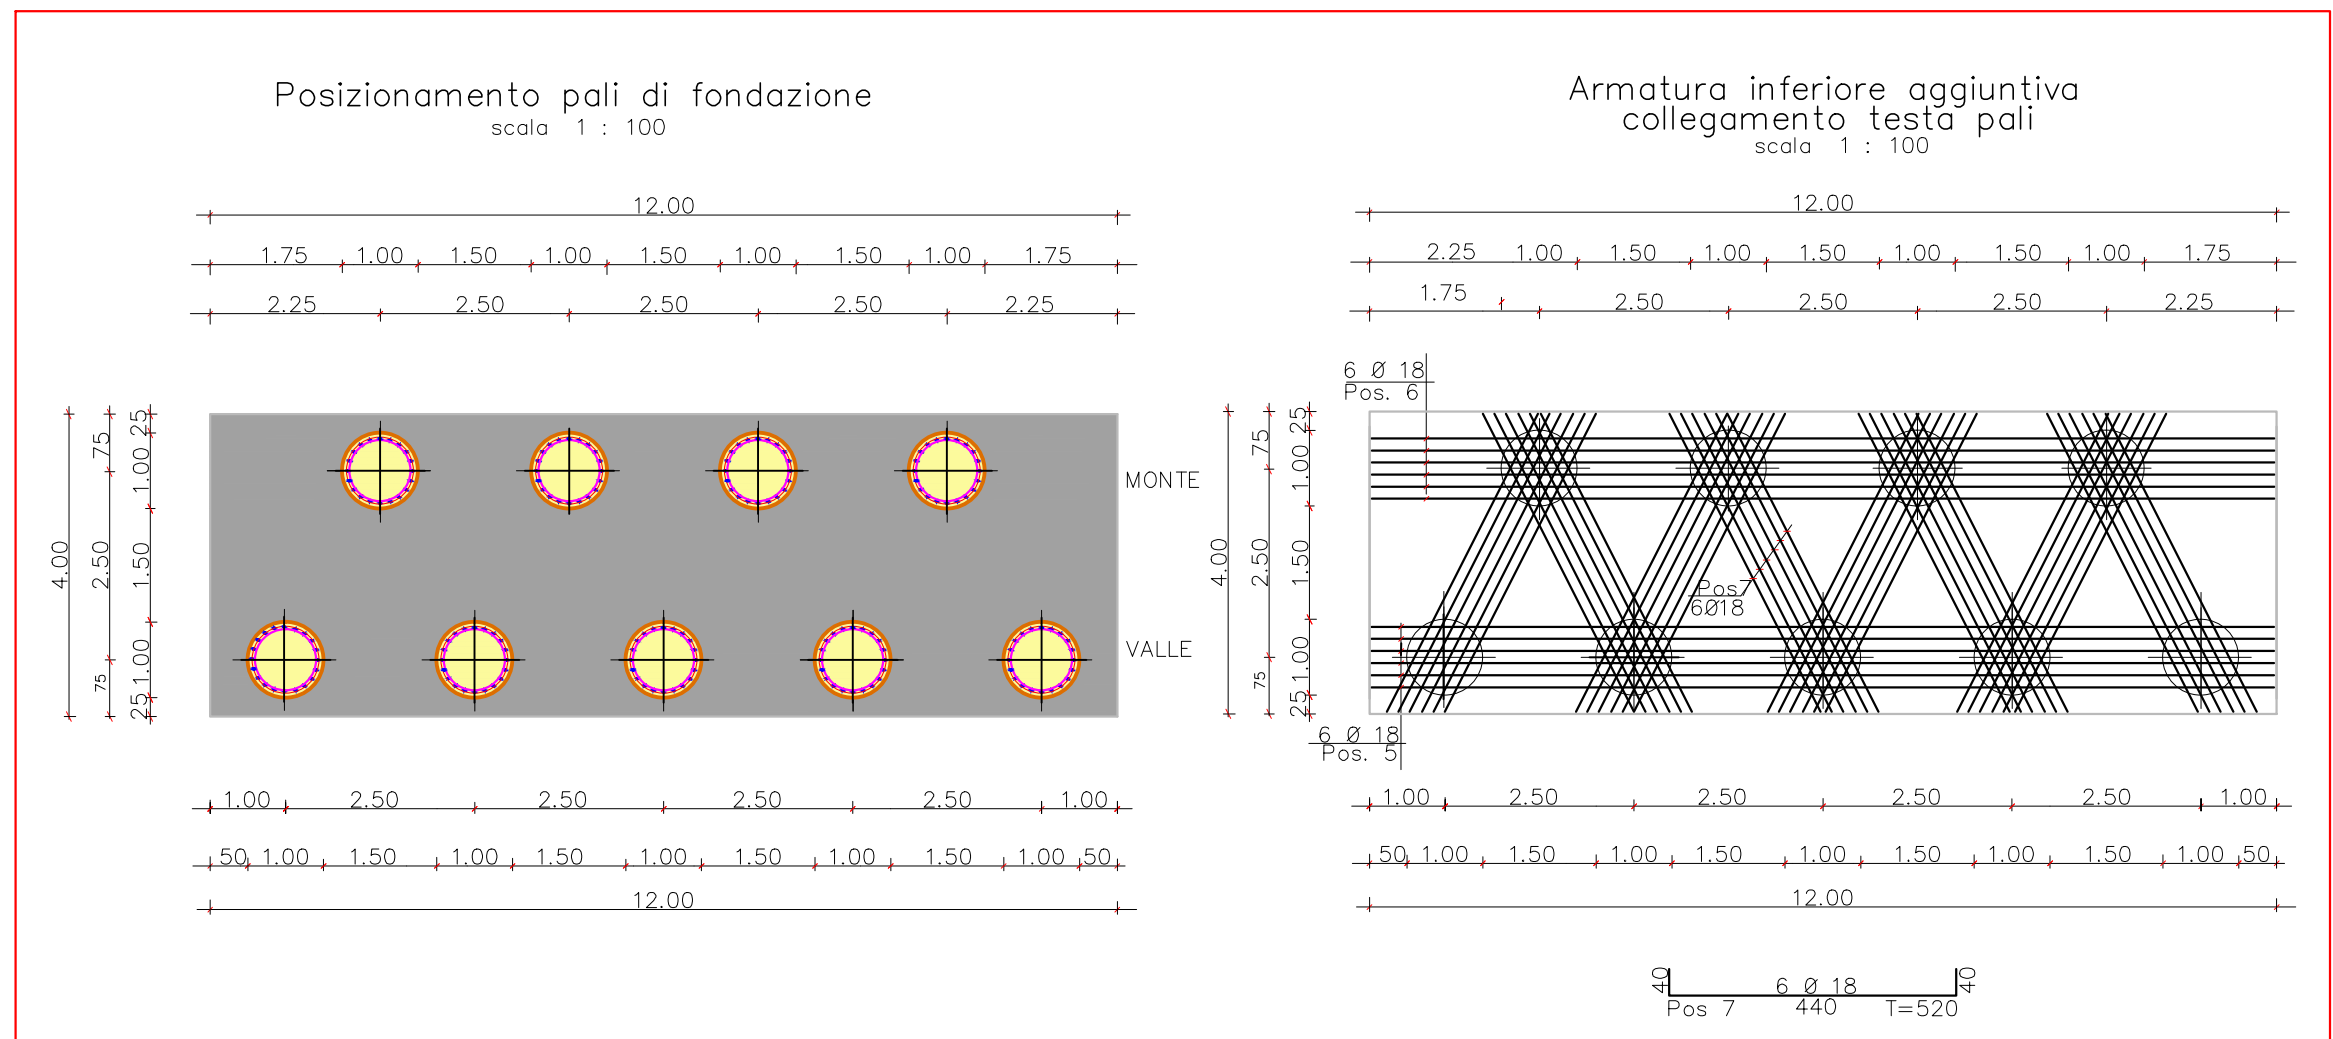 Posizionamento pali di fondazione
scala 1 : 100
12.00
1.75 1.00 1.50 1.00 1.50 1.00 1.50 1.00 1.75
2.25 2.50 2.50 2.50 2.25
4.00
75 2.50 75
25 1.00 1.50 1.00 25
MONTE
VALLE
1.00 2.50 2.50 2.50 2.50 1.00
50 1.00 1.50 1.00 1.50 1.00 1.50 1.00 1.50 1.00 50
12.00
Armatura inferiore aggiuntiva
collegamento testa pali
scala 1 : 100
12.00
2.25 1.00 1.50 1.00 1.50 1.00 1.50 1.00 1.75
1.75 2.50 2.50 2.50 2.25
6 Ø 18
Pos. 6
4.00
75 2.50 75
25 1.00 1.50 1.00 25
Pos7
6Ø18
6 Ø 18
Pos. 5
1.00 2.50 2.50 2.50 2.50 1.00
50 1.00 1.50 1.00 1.50 1.00 1.50 1.00 1.50 1.00 50
12.00
40 6 Ø 18 40
Pos 7 440 T=520